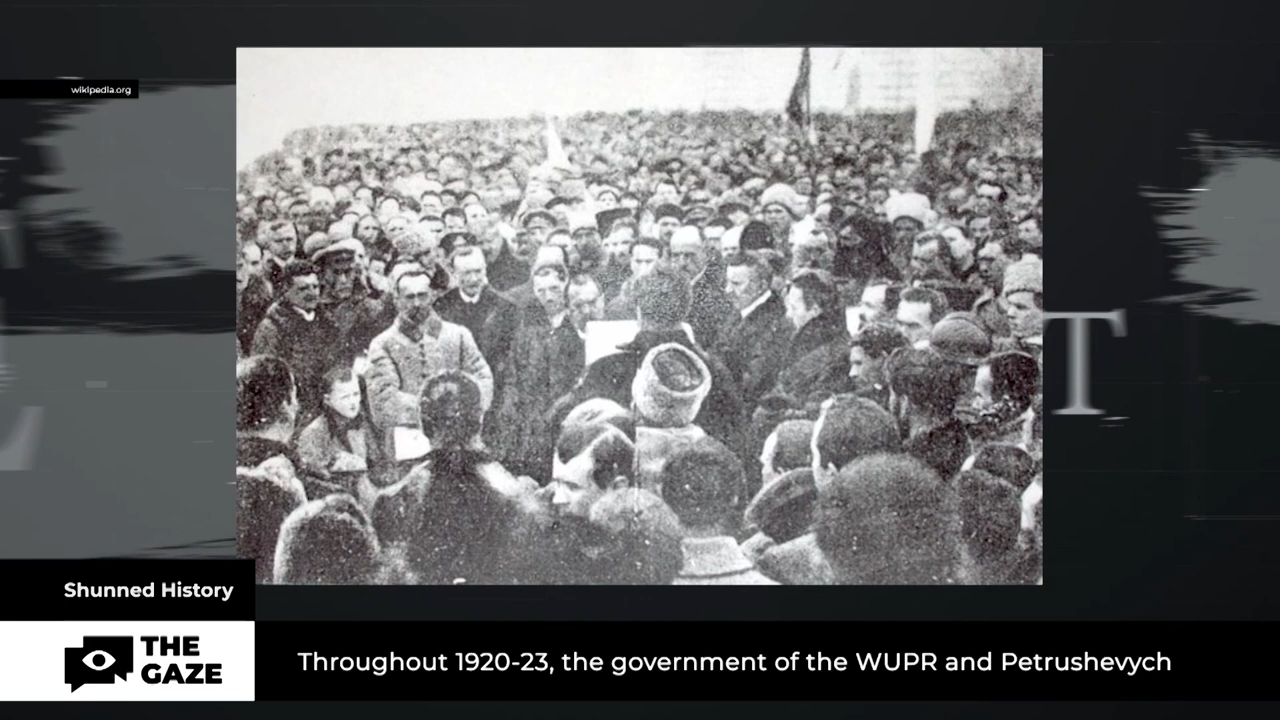 wikipedia.org
T
Shunned History
THE
GAZE
Throughout 1920-23, the government of the WUPR and Petrushevych